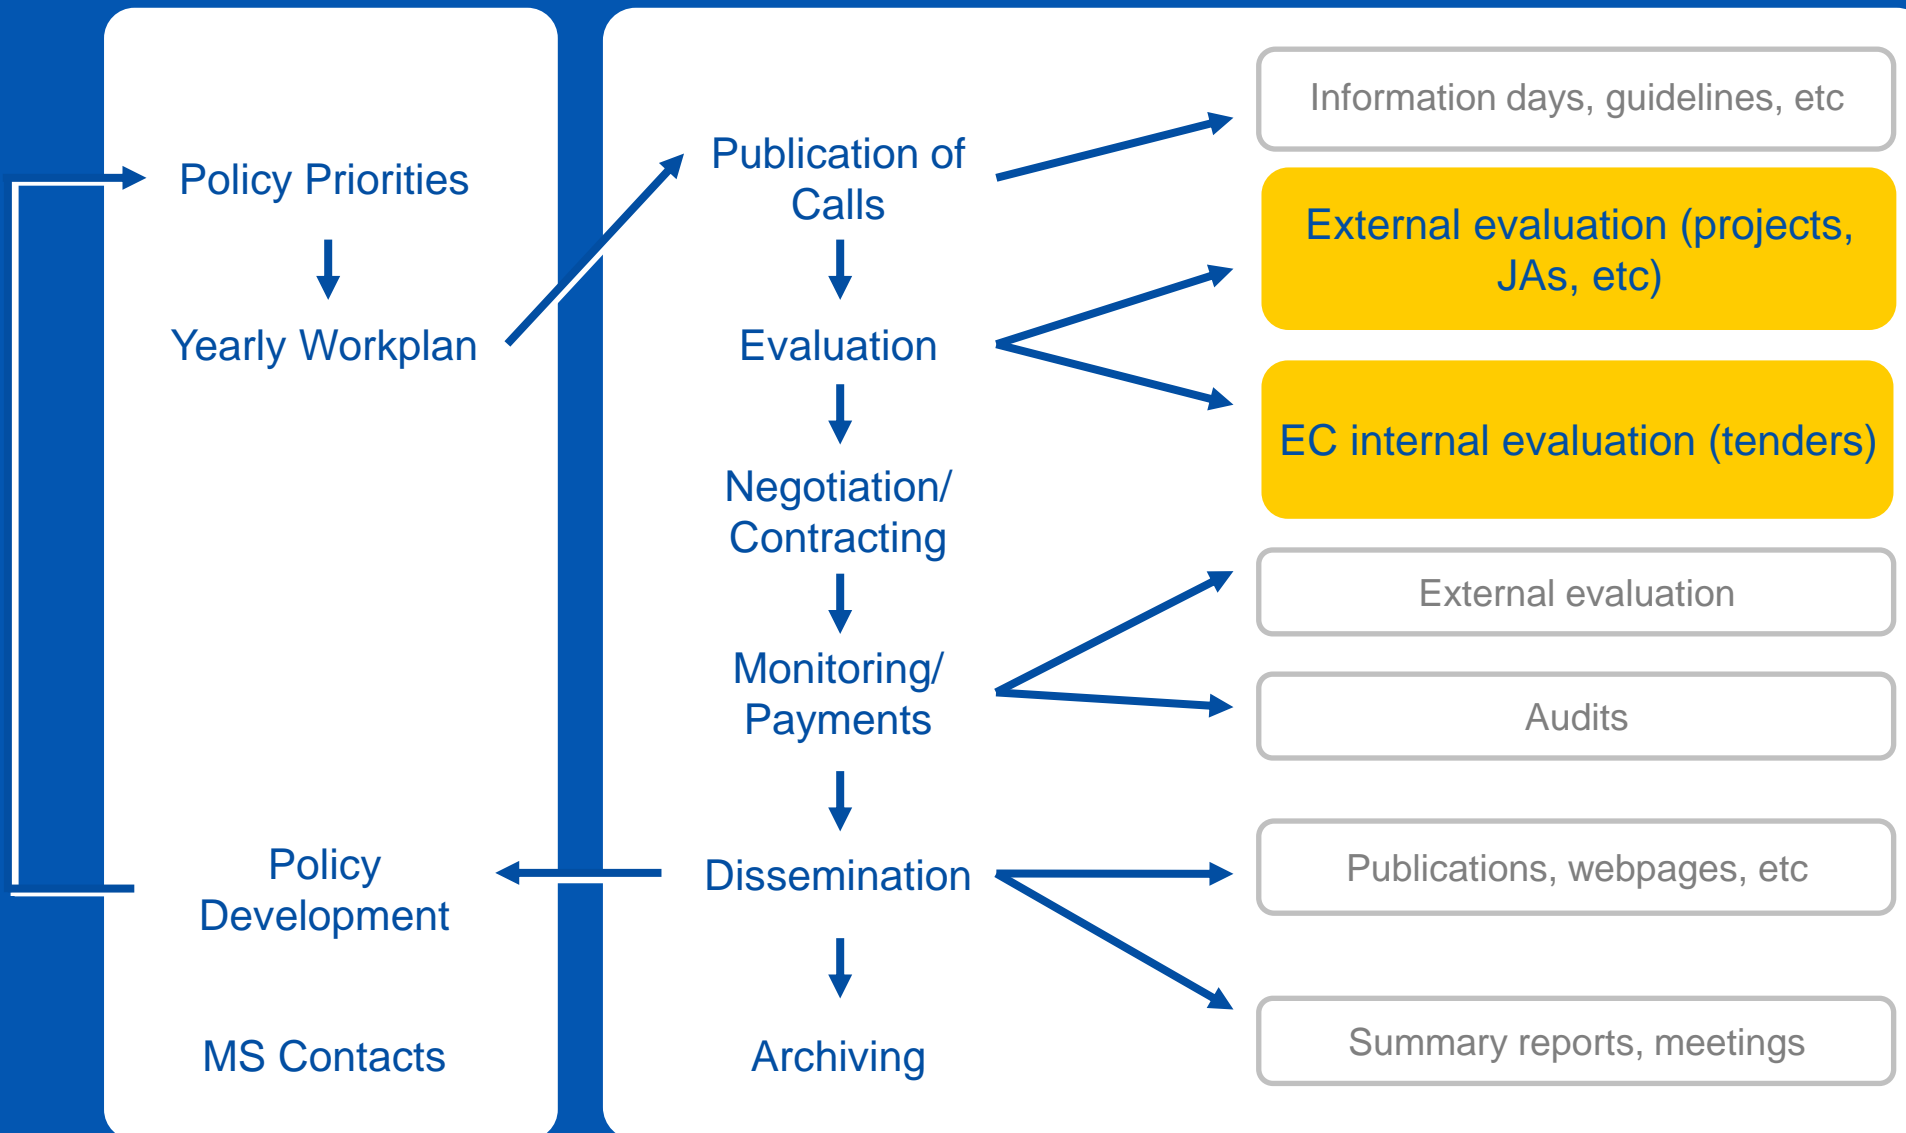 Policy Priorities
Yearly Workplan
Policy
Development
MS Contacts
Publication of
Calls
Evaluation
Negotiation/
Contracting
Monitoring/
Payments
Dissemination
Archiving
Information days, guidelines, etc
External evaluation (projects,
JAs, etc)
EC internal evaluation (tenders)
External evaluation
Audits
Publications, webpages, etc
Summary reports, meetings